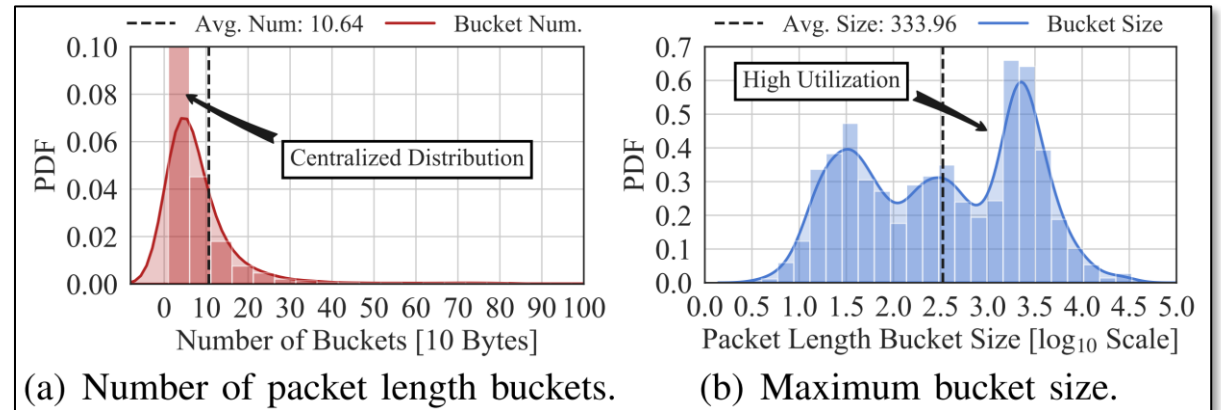 Avg. Num: 10.64 Bucket Num.
0.10
0.08
0.06
0.04
0.02
0.00
PDF
Centralized Distribution
0 10 20 30 40 50 60 70 80 90 100
Number of Buckets [10 Bytes]
(a) Number of packet length buckets.
Avg. Size: 333.96 Bucket Size
0.7
0.6
0.5
0.4
0.3
0.2
0.1
0.0
PDF
High Utilization
0.0 0.5 1.0 1.5 2.0 2.5 3.0 3.5 4.0 4.5 5.0
Packet Length Bucket Size [log₁₀ Scale]
(b) Maximum bucket size.